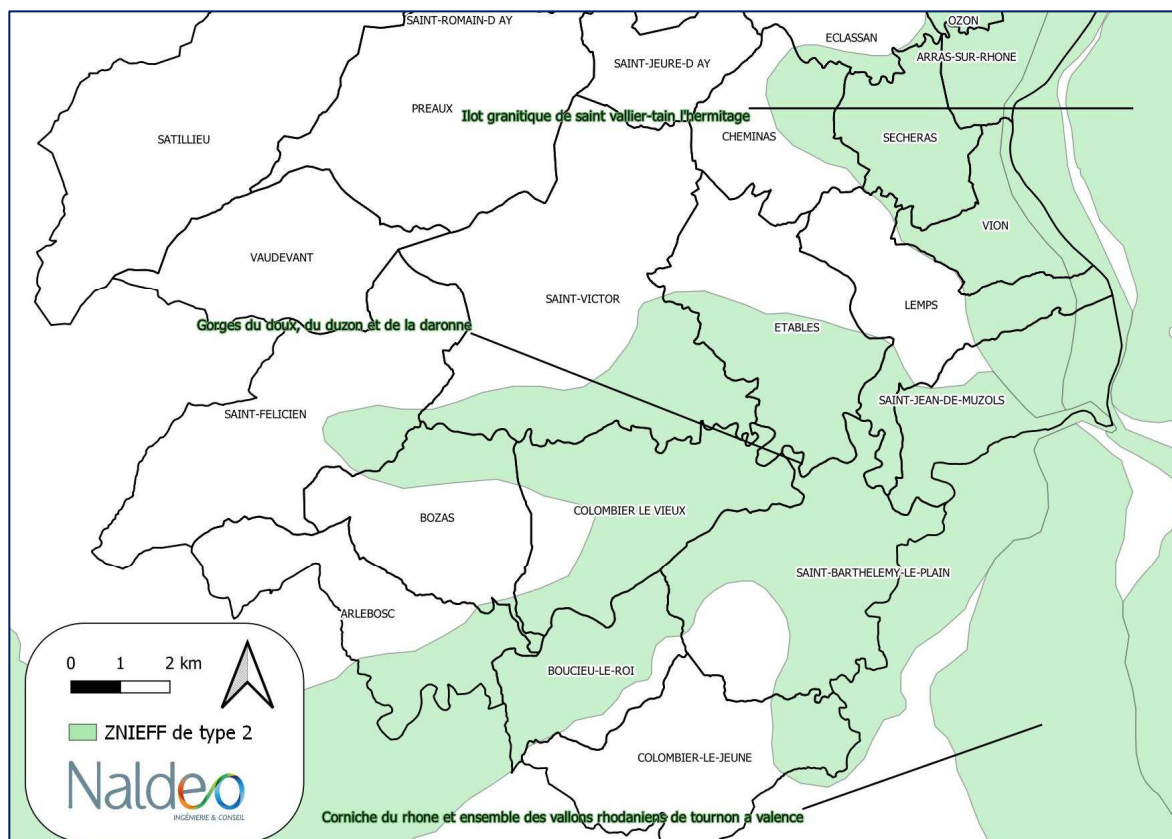 SAINT-ROMAIN-D AY
OZON
ECLASSAN
ARRAS-SUR-RHONE
SAINT-JEURE-D AY
PREAUX
Ilot granitique de saint vallier-tain l'hermitage
SATILLIEU
CHEMINAS
SECHERAS
VION
VAUDEVANT
SAINT-VICTOR
LEMPS
Gorges du doux, du duzon et de la daronne
ETABLES
SAINT-FELICIEN
SAINT-JEAN-DE-MUZOLS
BOZAS
COLOMBIER LE VIEUX
SAINT-BARTHELEMY-LE-PLAIN
ARLEBOSC
BOUCIEU-LE-ROI
COLOMBIER-LE-JEUNE
Corniche du rhone et ensemble des vallons rhodaniens de tournon a valence
0 1 2 km
ZNIEFF de type 2
Naldeo
INGÉNIERIE & CONSEIL